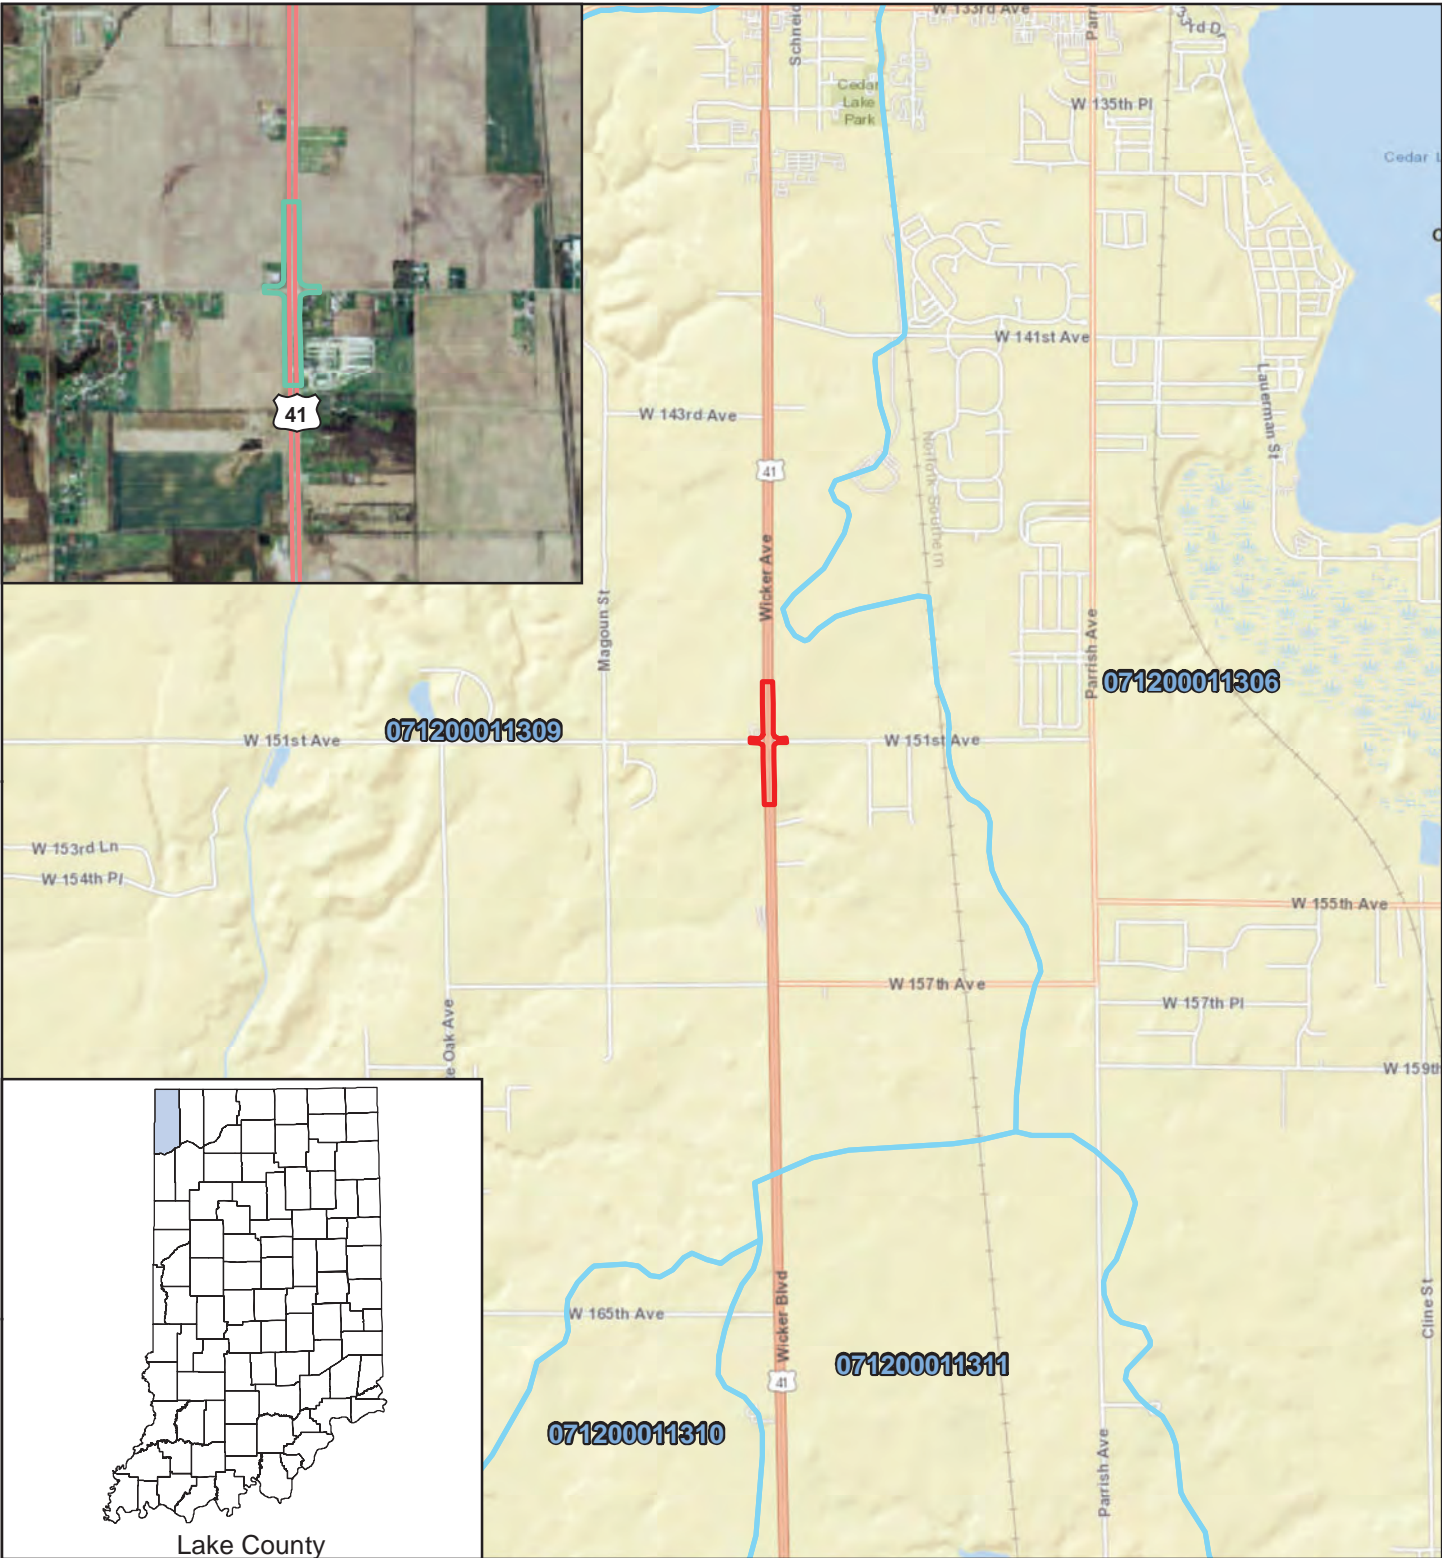 W 133rd Ave
Schneid
Parri
33rd D
Cedar
Lake
Park
W 135th Pl
Cedar L
W 141st Ave
Lauerman St
W 143rd Ave
41
41
Norfolk Southern
Wicker Ave
Magoun St
Parrish Ave
071200011306
071200011309
W 151st Ave
W 151st Ave
W 153rd Ln
W 154th Pl
W 155th Ave
W 157th Ave
W 157th Pl
e Oak Ave
W 159th
Wicker Blvd
W 165th Ave
Cline St
071200011311
41
071200011310
Parrish Ave
Lake County